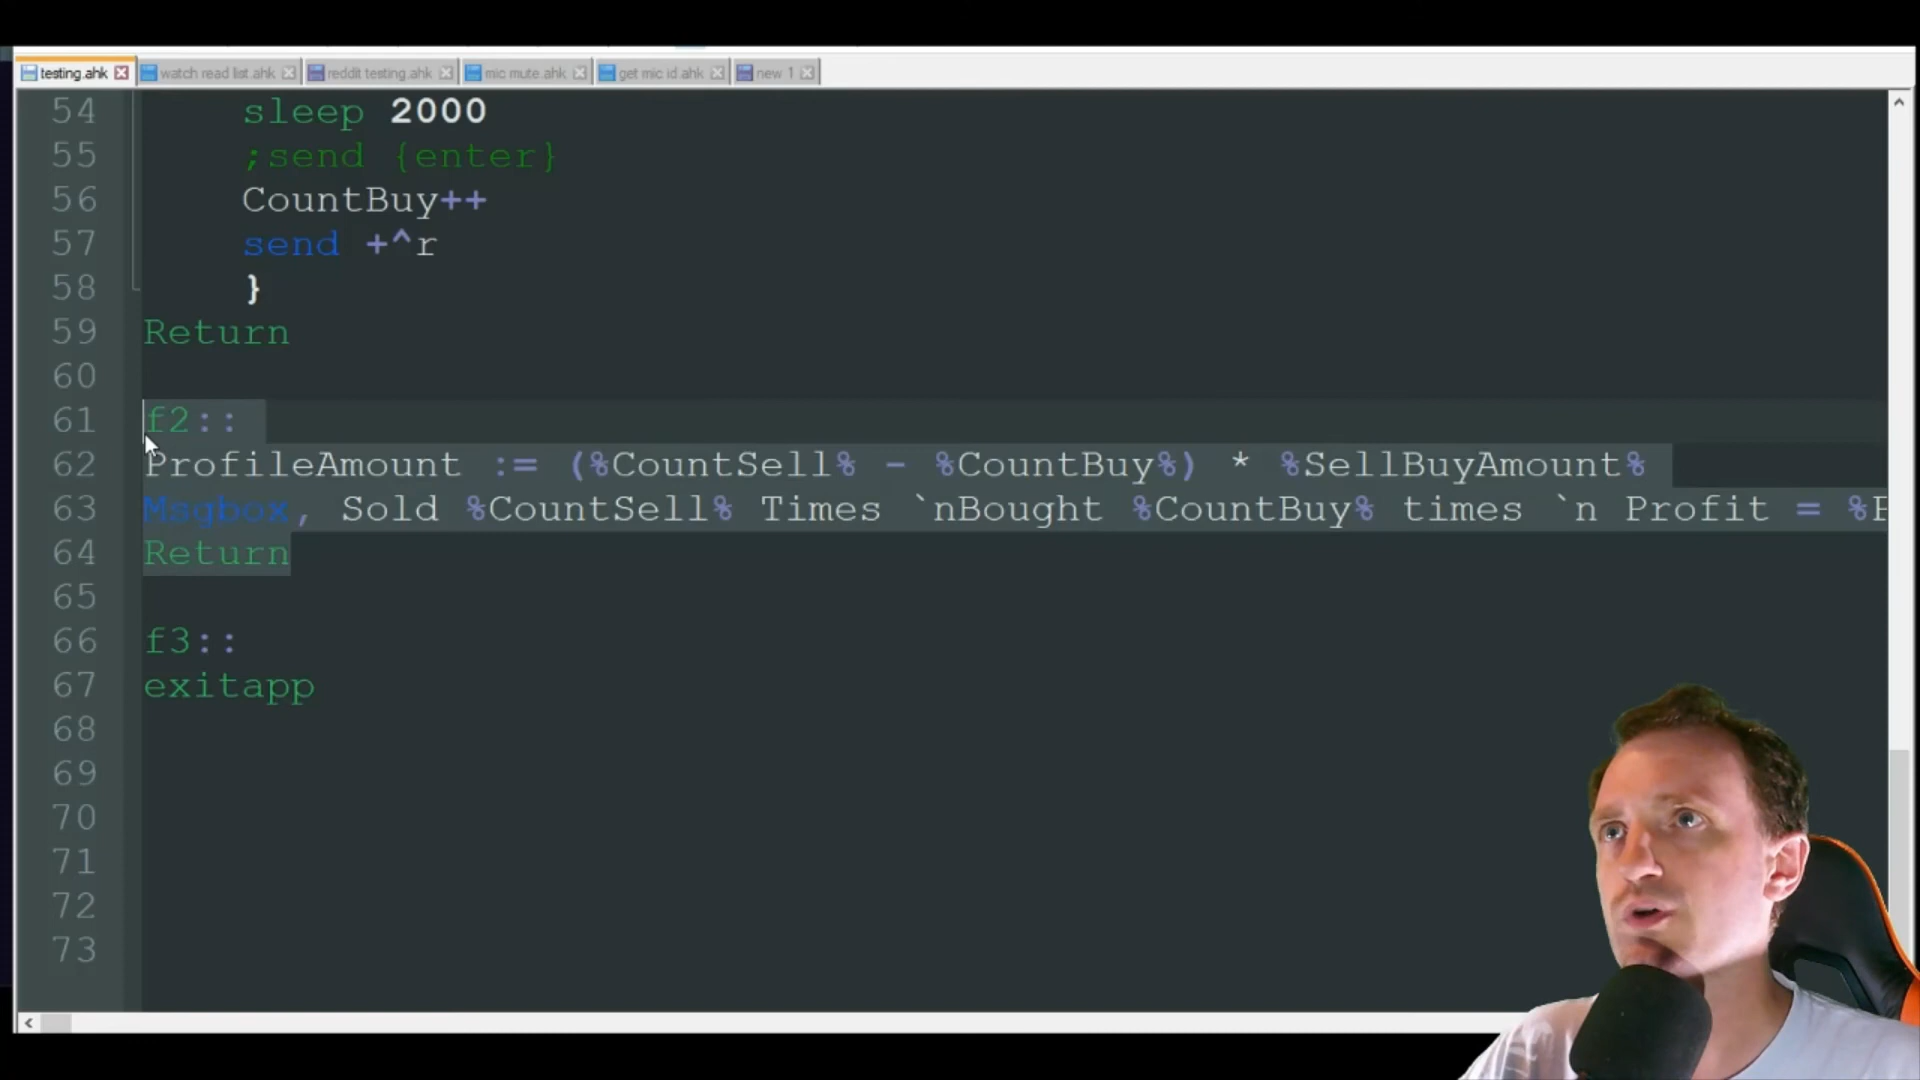 testing.ahk watch read list.ahk reddit testing.ahk mic mute.ahk get mic id.ahk new 1
54 sleep 2000
55 ;send {enter}
56 CountBuy++
57 send +^r
58 }
59 Return
60
61 f2::
62 ProfileAmount := (%CountSell% - %CountBuy%) * %SellBuyAmount%
63 Msgbox, Sold %CountSell% Times `nBought %CountBuy% times `n Profit = %P
64 Return
65
66 f3::
67 exitapp
68
69
70
71
72
73